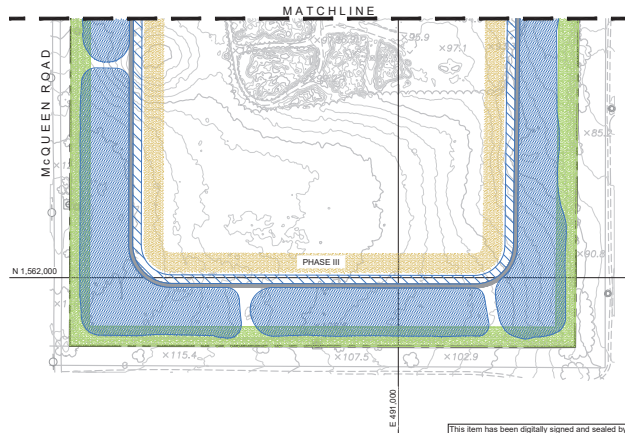 MATCHLINE
×95.9
×97.1
McQUEEN ROAD
×85.2
×90.8
PHASE III
N 1,562,000
×115.4
×107.5
×102.9
E 491,000
This item has been digitally signed and sealed by